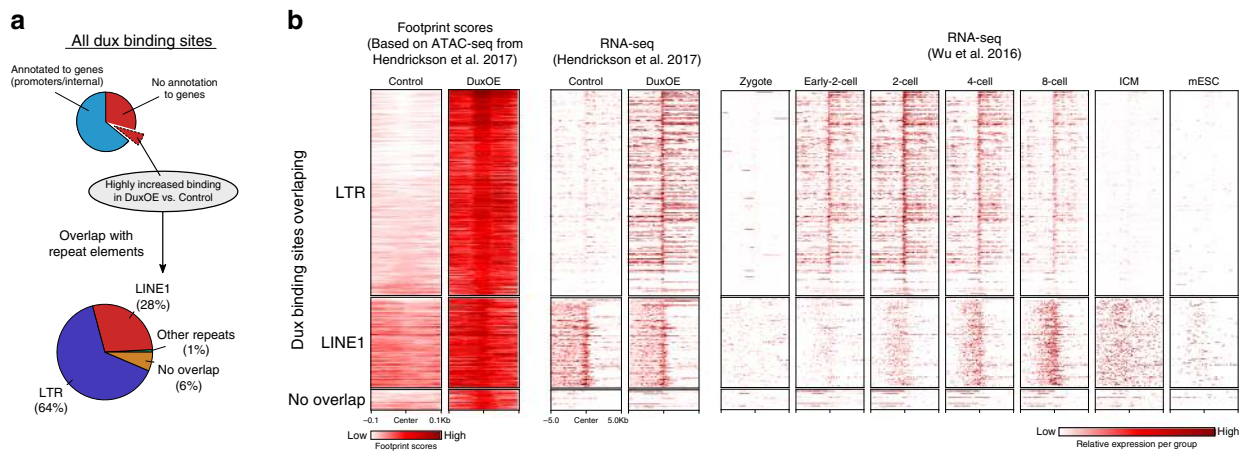 a
All dux binding sites
Annotated to genes
(promoters/internal)
No annotation
to genes
Highly increased binding
in DuxOE vs. Control
Overlap with
repeat elements
LINE1
(28%)
Other repeats
(1%)
No overlap
(6%)
LTR
(64%)
b
Footprint scores
(Based on ATAC-seq from
Hendrickson et al. 2017)
RNA-seq
(Hendrickson et al. 2017)
RNA-seq
(Wu et al. 2016)
Control
DuxOE
Control
DuxOE
Zygote
Early-2-cell
2-cell
4-cell
8-cell
ICM
mESC
Dux binding sites overlaping
LTR
LINE1
No overlap
−0.1
Center
0.1Kb
−5.0
Center
5.0Kb
Low
High
Footprint scores
Low
High
Relative expression per group